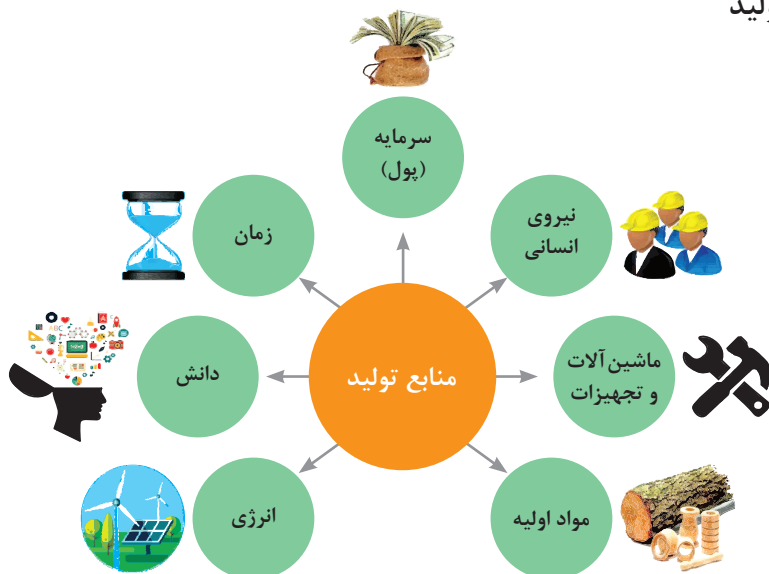 سرمایه
(پول)
نیروی
انسانی
زمان
ماشین‌آلات
و تجهیزات
منابع تولید
دانش
مواد اولیه
انرژی